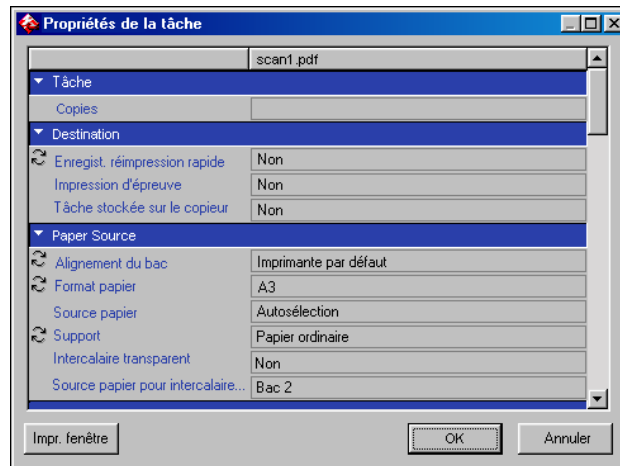 Propriétés de la tâche
scan1.pdf
Tâche
Copies
Destination
Enregist. réimpression rapide Non
Impression d'épreuve Non
Tâche stockée sur le copieur Non
Paper Source
Alignement du bac Imprimante par défaut
Format papier A3
Source papier Autosélection
Support Papier ordinaire
Intercalaire transparent Non
Source papier pour intercalaire... Bac 2
Impr. fenêtre OK Annuler